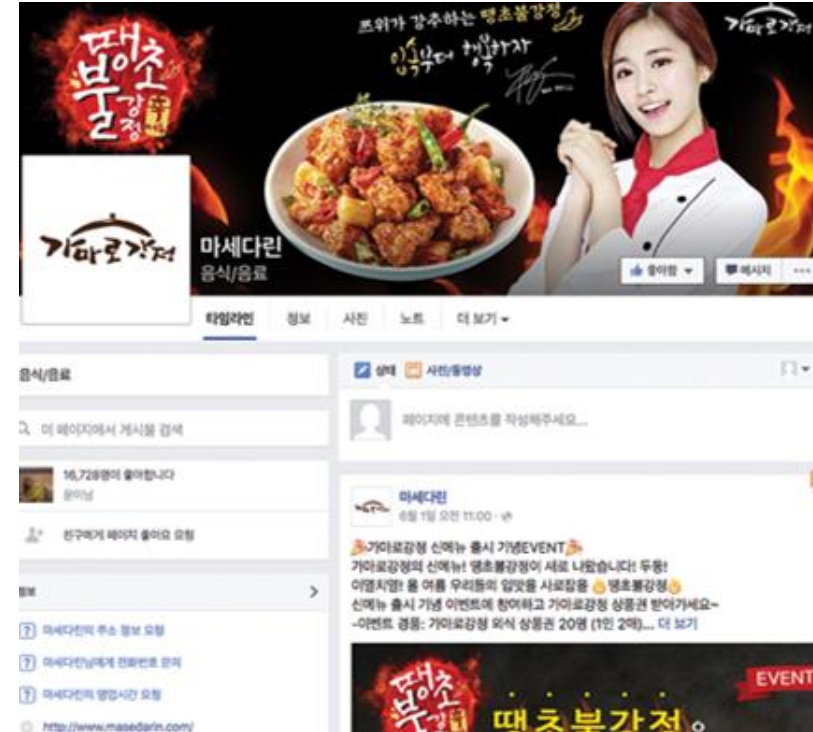 땡초
불
강정
쯔위가 강추하는 땡초불강정
입속부터 행복하자
가마로강정
가마로강정
마세다린
음식/음료
좋아함
메시지
타임라인
정보
사진
노트
더 보기
음식/음료
상태
사진/동영상
이 페이지에서 게시물 검색
페이지에 콘텐츠를 작성해주세요...
16,728명이 좋아합니다
친구에게 페이지 좋아요 요청
마세다린
6월 1일 오전 11:00
가마로강정 신메뉴 출시 기념EVENT
가마로강정의 신메뉴! 땡초불강정이 새로 나왔습니다! 두둥!
이열치열! 올 여름 우리들의 입맛을 사로잡을 땡초불강정
신메뉴 출시 기념 이벤트에 참여하고 가마로강정 상품권 받아가세요~
-이벤트 경품: 가마로강정 외식 상품권 20명 (1인 2매)... 더 보기
정보
마세다린의 주소 정보 요청
마세다린님에게 전화번호 문의
마세다린의 영업시간 요청
http://www.masedarin.com/
땡초
불강정
EVENT
땡초불강정